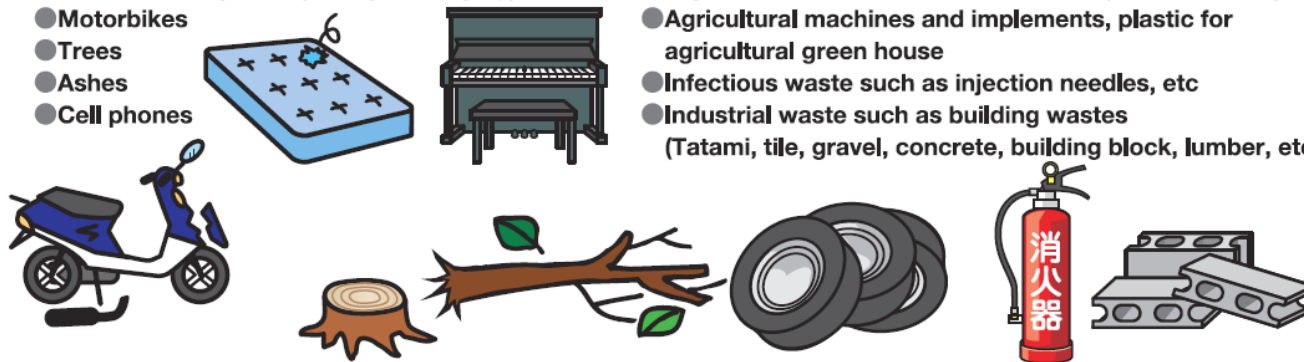 ●Motorbikes
●Trees
●Ashes
●Cell phones
●Agricultural machines and implements, plastic for
agricultural green house
●Infectious waste such as injection needles, etc
●Industrial waste such as building wastes
(Tatami, tile, gravel, concrete, building block, lumber, etc
消火器